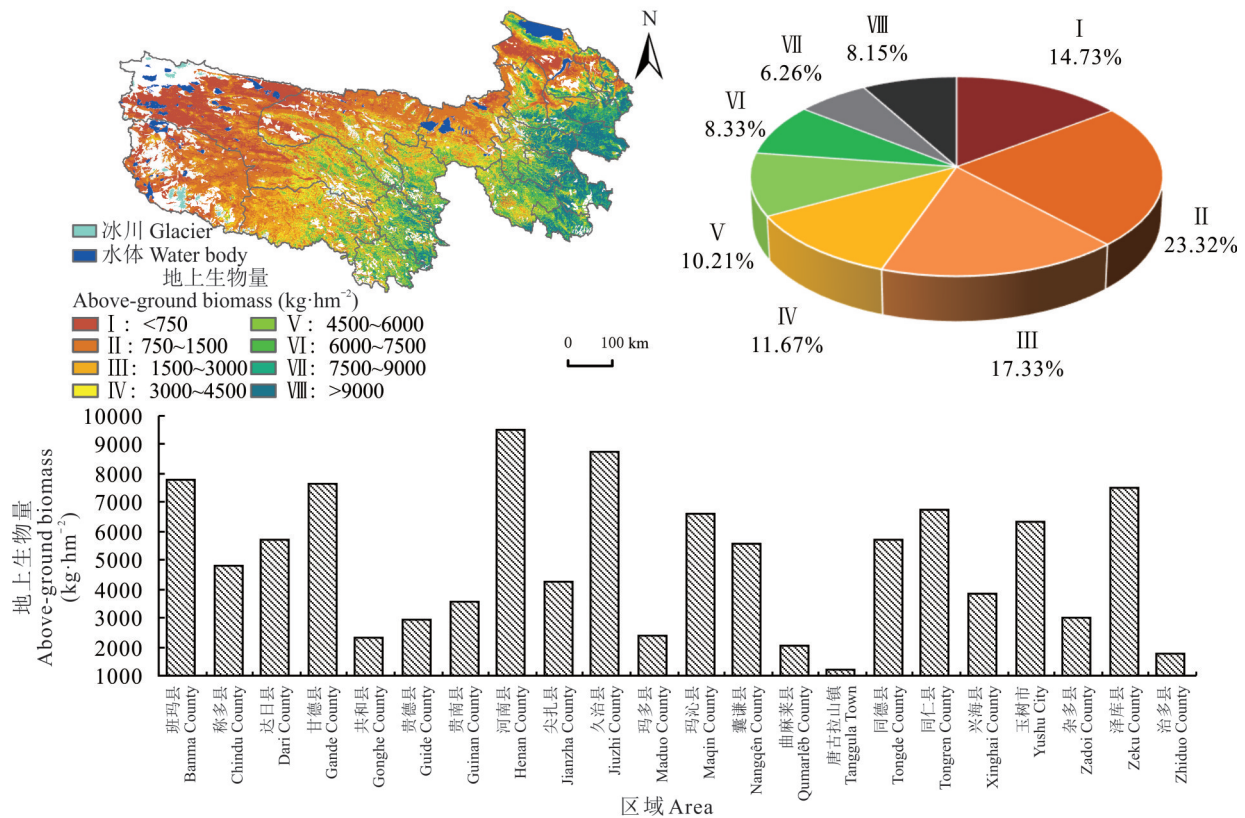 N
冰川 Glacier
水体 Water body
地上生物量
Above-ground biomass (kg·hm⁻²)
Ⅰ: <750
Ⅱ: 750~1500
Ⅲ: 1500~3000
Ⅳ: 3000~4500
Ⅴ: 4500~6000
Ⅵ: 6000~7500
Ⅶ: 7500~9000
Ⅷ: >9000
0 100 km
Ⅰ
14.73%
Ⅱ
23.32%
Ⅲ
17.33%
Ⅳ
11.67%
Ⅴ
10.21%
Ⅵ
8.33%
Ⅶ
6.26%
Ⅷ
8.15%
地上生物量
Above-ground biomass
(kg·hm⁻²)
10000
9000
8000
7000
6000
5000
4000
3000
2000
1000
班玛县
Banma County
称多县
Chindu County
达日县
Dari County
甘德县
Gande County
共和县
Gonghe County
贵德县
Guide County
贵南县
Guinan County
河南县
Henan County
尖扎县
Jianzha County
久治县
Jiuzhi County
玛多县
Maduo County
玛沁县
Maqin County
囊谦县
Nangqên County
曲麻莱县
Qumarlêb County
唐古拉山镇
Tanggula Town
同德县
Tongde County
同仁县
Tongren County
兴海县
Xinghai County
玉树市
Yushu City
杂多县
Zadoi County
泽库县
Zeku County
治多县
Zhiduo County
区域 Area